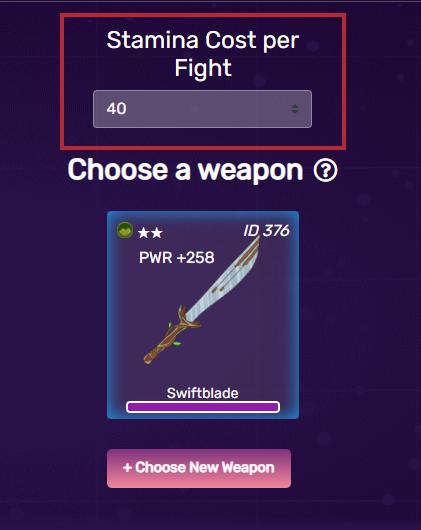 Stamina Cost per
Fight
40
Choose a weapon ?
★★ ID 376
PWR +258
Swiftblade
+ Choose New Weapon